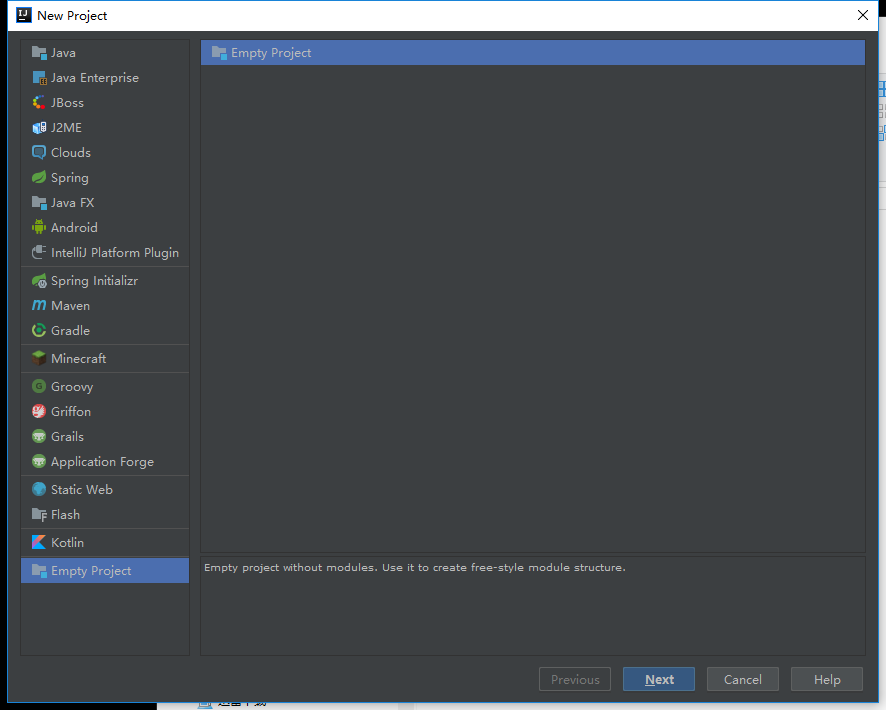 New Project
Java
Java Enterprise
JBoss
J2ME
Clouds
Spring
Java FX
Android
IntelliJ Platform Plugin
Spring Initializr
Maven
Gradle
Minecraft
Groovy
Griffon
Grails
Application Forge
Static Web
Flash
Kotlin
Empty Project
Empty Project
Empty project without modules. Use it to create free-style module structure.
Previous
Next
Cancel
Help